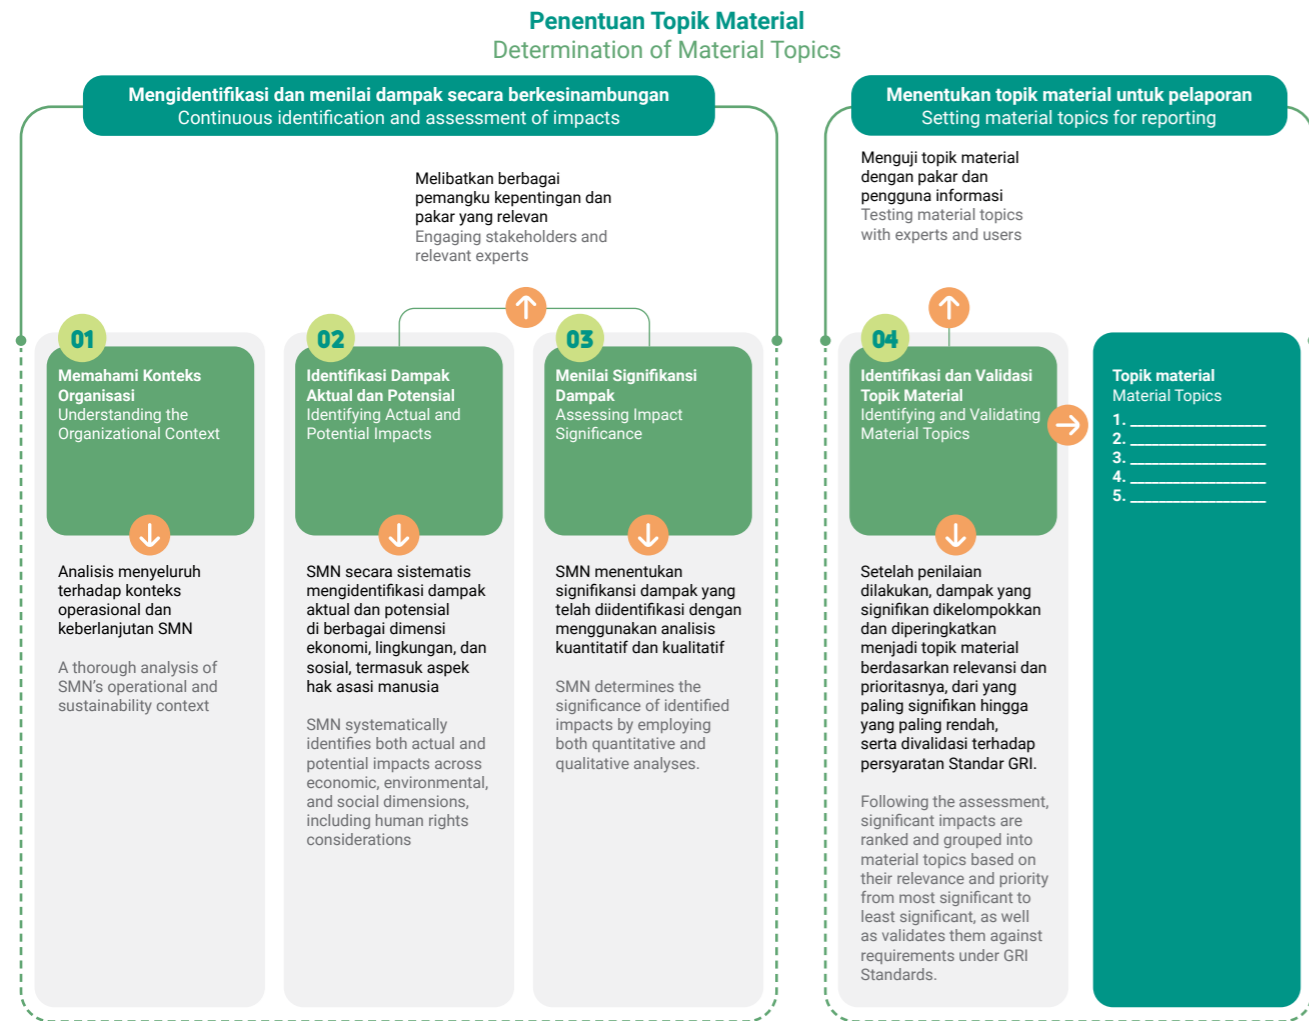 Penentuan Topik Material
Determination of Material Topics
Mengidentifikasi dan menilai dampak secara berkesinambungan
Continuous identification and assessment of impacts
Melibatkan berbagai
pemangku kepentingan dan
pakar yang relevan
Engaging stakeholders and
relevant experts
01
Memahami Konteks
Organisasi
Understanding the
Organizational Context
Analisis menyeluruh
terhadap konteks
operasional dan
keberlanjutan SMN
A thorough analysis of
SMN's operational and
sustainability context
02
Identifikasi Dampak
Aktual dan Potensial
Identifying Actual and
Potential Impacts
SMN secara sistematis
mengidentifikasi dampak
aktual dan potensial
di berbagai dimensi
ekonomi, lingkungan, dan
sosial, termasuk aspek
hak asasi manusia
SMN systematically
identifies both actual and
potential impacts across
economic, environmental,
and social dimensions,
including human rights
considerations
03
Menilai Signifikansi
Dampak
Assessing Impact
Significance
SMN menentukan
signifikansi dampak yang
telah diidentifikasi dengan
menggunakan analisis
kuantitatif dan kualitatif
SMN determines the
significance of identified
impacts by employing
both quantitative and
qualitative analyses.
Menentukan topik material untuk pelaporan
Setting material topics for reporting
Menguji topik material
dengan pakar dan
pengguna informasi
Testing material topics
with experts and users
04
Identifikasi dan Validasi
Topik Material
Identifying and Validating
Material Topics
Setelah penilaian
dilakukan, dampak yang
signifikan dikelompokkan
dan diperingkatkan
menjadi topik material
berdasarkan relevansi dan
prioritasnya, dari yang
paling signifikan hingga
yang paling rendah,
serta divalidasi terhadap
persyaratan Standar GRI.
Following the assessment,
significant impacts are
ranked and grouped into
material topics based on
their relevance and priority
from most significant to
least significant, as well
as validates them against
requirements under GRI
Standards.
Topik material
Material Topics
1. ________________
2. ________________
3. ________________
4. ________________
5. ________________